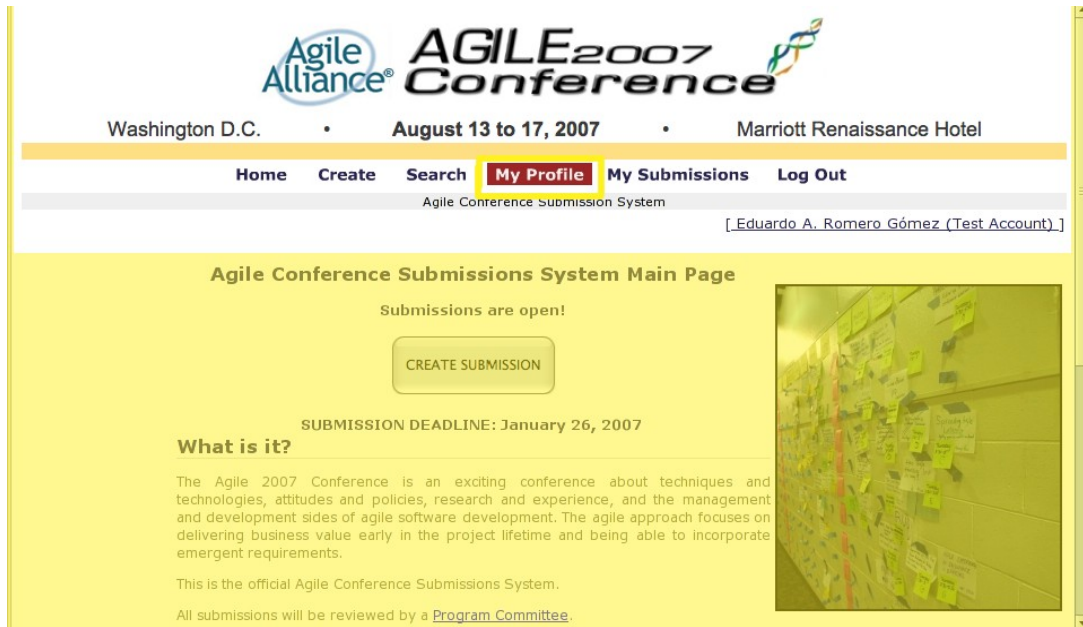 Agile
Alliance®
AGILE2007
Conference
Washington D.C. • August 13 to 17, 2007 • Marriott Renaissance Hotel
Home Create Search My Profile My Submissions Log Out
Agile Conference Submission System
[ Eduardo A. Romero Gómez (Test Account) ]
Agile Conference Submissions System Main Page
Submissions are open!
CREATE SUBMISSION
SUBMISSION DEADLINE: January 26, 2007
What is it?
The Agile 2007 Conference is an exciting conference about techniques and
technologies, attitudes and policies, research and experience, and the management
and development sides of agile software development. The agile approach focuses on
delivering business value early in the project lifetime and being able to incorporate
emergent requirements.
This is the official Agile Conference Submissions System.
All submissions will be reviewed by a Program Committee.